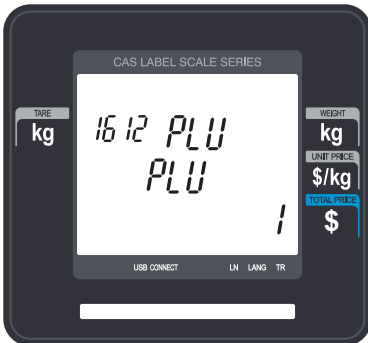 CAS LABEL SCALE SERIES
TARE
kg
1612 PLU
PLU
1
WEIGHT
kg
UNIT PRICE
$/kg
TOTAL PRICE
$
USB CONNECT LN LANG TR